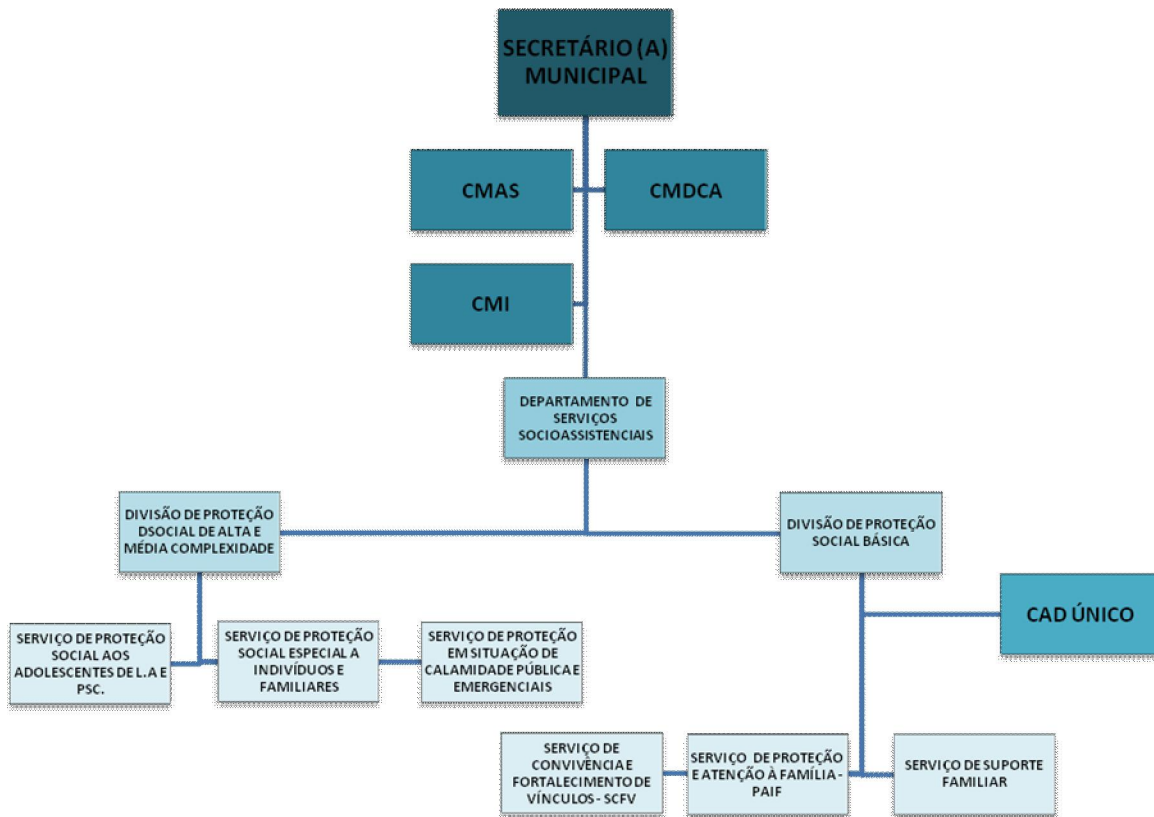 SECRETÁRIO (A)
MUNICIPAL
CMAS
CMDCA
CMI
DEPARTAMENTO DE
SERVIÇOS
SOCIOASSISTENCIAIS
DIVISÃO DE PROTEÇÃO
DSOCIAL DE ALTA E
MÉDIA COMPLEXIDADE
DIVISÃO DE PROTEÇÃO
SOCIAL BÁSICA
CAD ÚNICO
SERVIÇO DE PROTEÇÃO
SOCIAL AOS
ADOLESCENTES DE L.A E
PSC.
SERVIÇO DE PROTEÇÃO
SOCIAL ESPECIAL A
INDIVÍDUOS E
FAMILIARES
SERVIÇO DE PROTEÇÃO
EM SITUAÇÃO DE
CALAMIDADE PÚBLICA E
EMERGENCIAIS
SERVIÇO DE
CONVIVÊNCIA E
FORTALECIMENTO DE
VÍNCULOS - SCFV
SERVIÇO DE PROTEÇÃO
E ATENÇÃO À FAMÍLIA -
PAIF
SERVIÇO DE SUPORTE
FAMILIAR